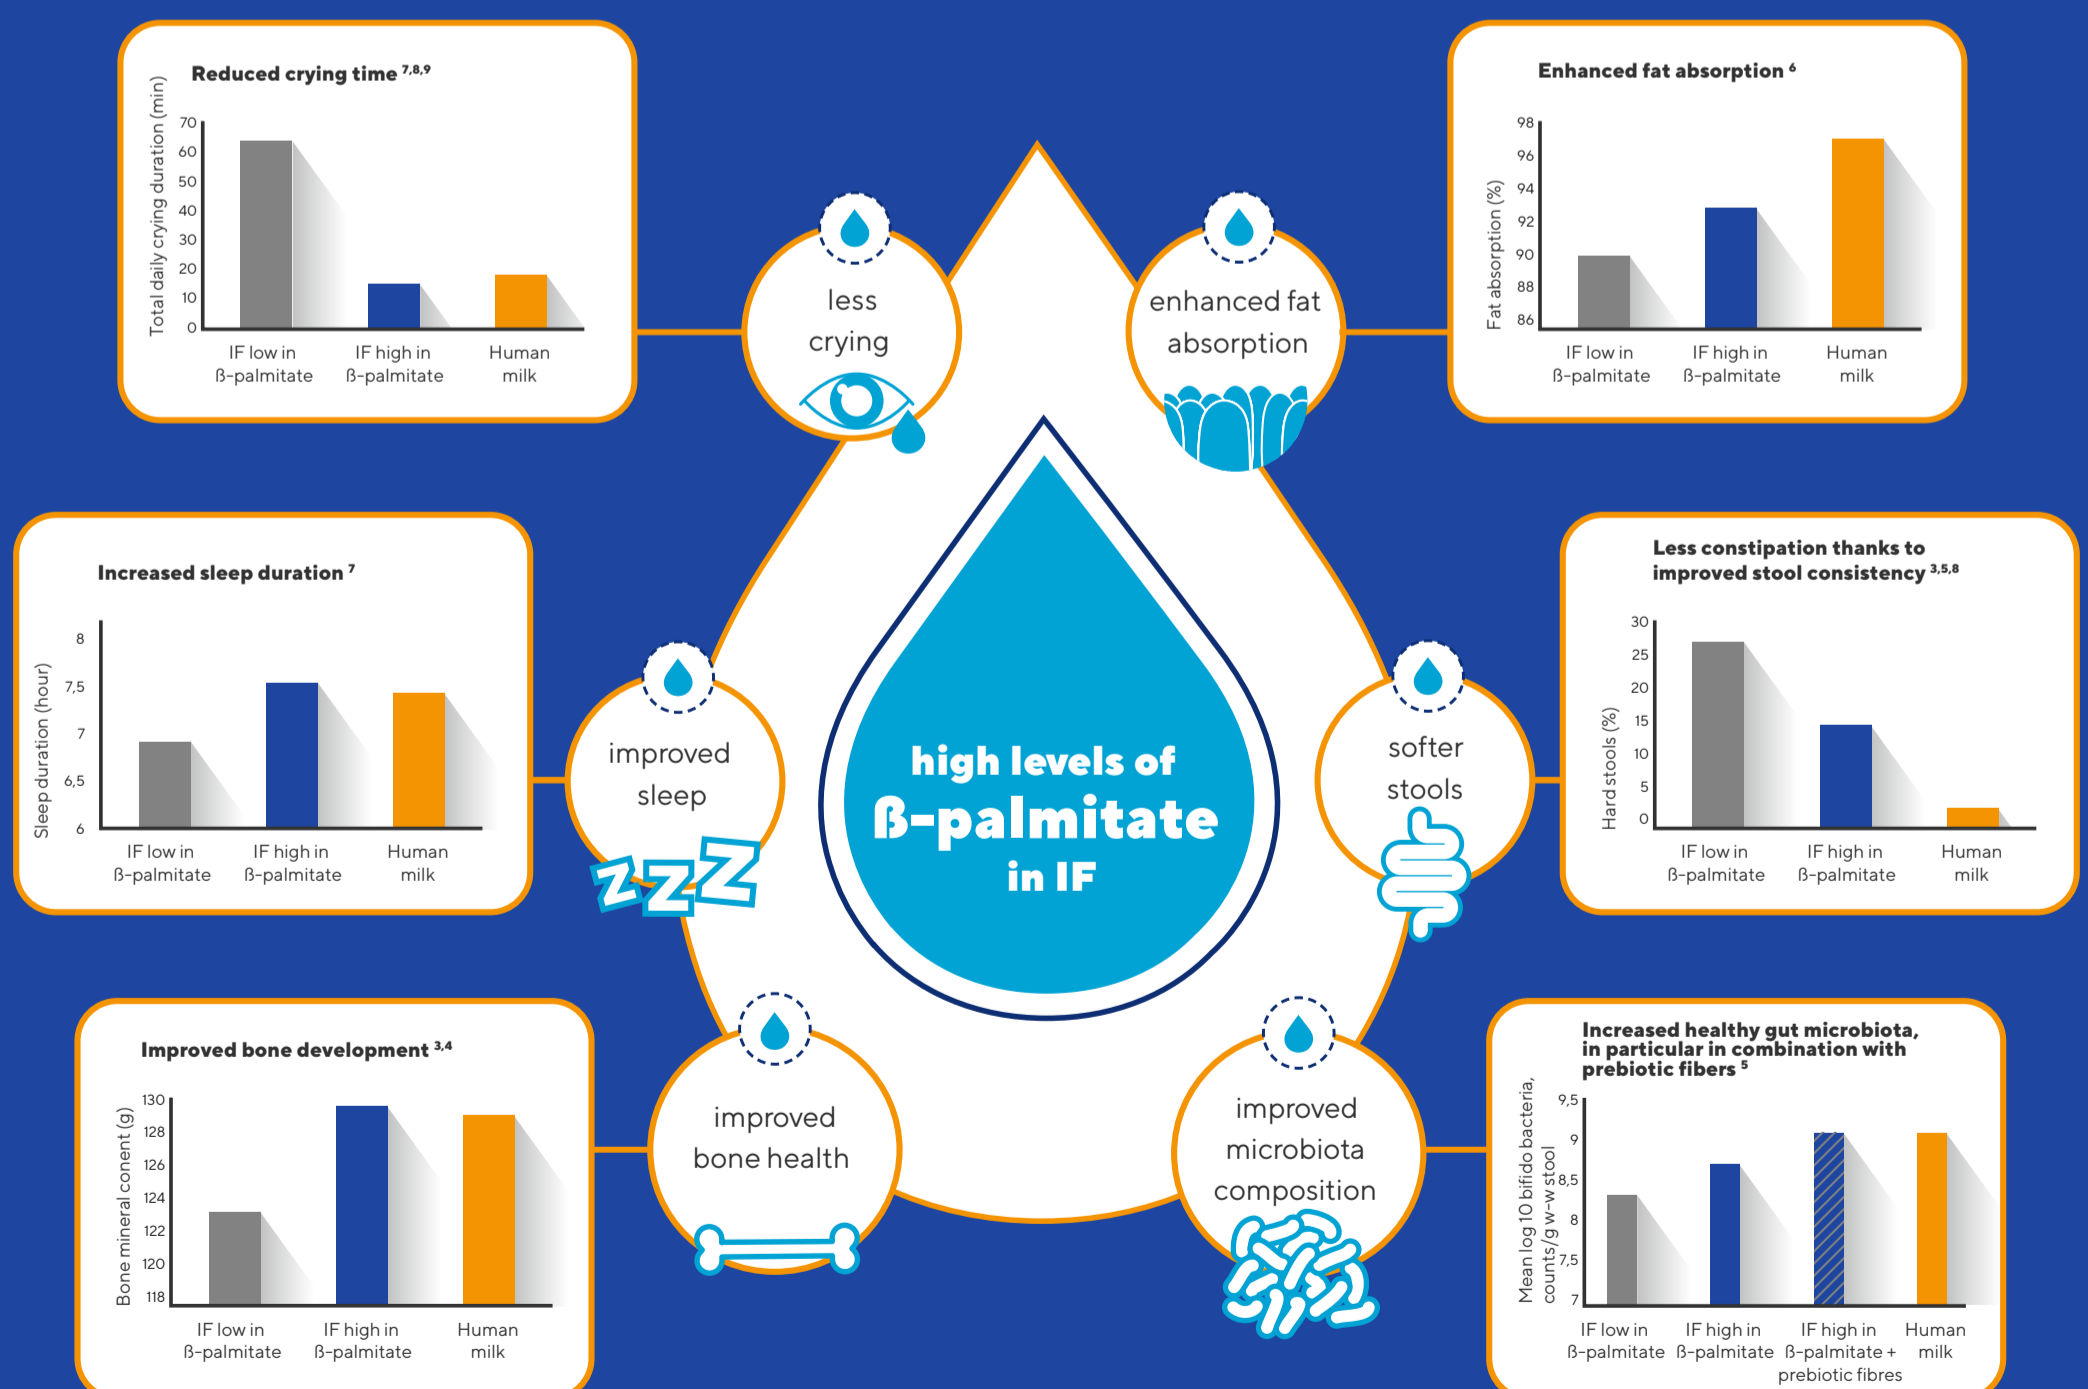 Reduced crying time 7,8,9
Total daily crying duration (min)
70
60
50
40
30
20
10
0
IF low in
ß-palmitate
IF high in
ß-palmitate
Human
milk
less
crying
enhanced fat
absorption
Enhanced fat absorption 6
Fat absorption (%)
98
96
94
92
90
88
86
IF low in
ß-palmitate
IF high in
ß-palmitate
Human
milk
Increased sleep duration 7
Sleep duration (hour)
8
7,5
7
6,5
6
IF low in
ß-palmitate
IF high in
ß-palmitate
Human
milk
improved
sleep
zzZ
high levels of
ß-palmitate
in IF
softer
stools
Less constipation thanks to
improved stool consistency 3,5,8
Hard stools (%)
30
25
20
15
10
5
0
IF low in
ß-palmitate
IF high in
ß-palmitate
Human
milk
Improved bone development 3,4
Bone mineral conent (g)
130
128
126
124
122
120
118
IF low in
ß-palmitate
IF high in
ß-palmitate
Human
milk
improved
bone health
improved
microbiota
composition
Increased healthy gut microbiota,
in particular in combination with
prebiotic fibers 5
Mean log 10 bifido bacteria,
counts/g w-w stool
9,5
9
8,5
8
7,5
7
IF low in
ß-palmitate
IF high in
ß-palmitate
IF high in
ß-palmitate +
prebiotic fibres
Human
milk